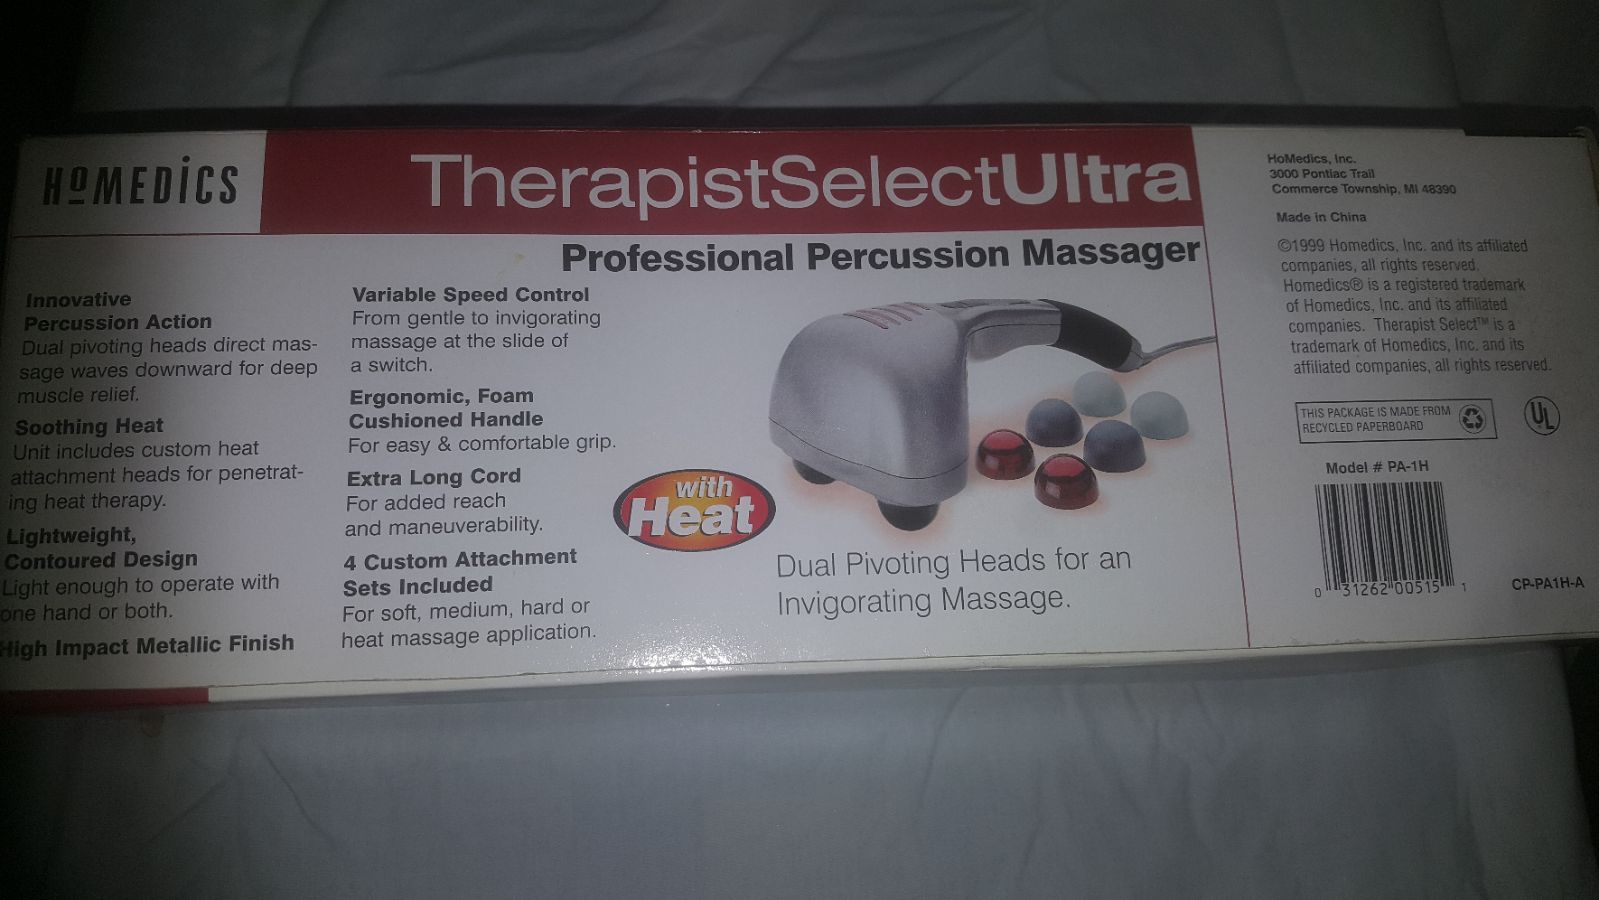 HoMEDiCS
TherapistSelectUltra
Professional Percussion Massager
Innovative
Percussion Action
Dual pivoting heads direct mas-
sage waves downward for deep
muscle relief.
Soothing Heat
Unit includes custom heat
attachment heads for penetrat-
ing heat therapy.
Lightweight,
Contoured Design
Light enough to operate with
one hand or both.
High Impact Metallic Finish
Variable Speed Control
From gentle to invigorating
massage at the slide of
a switch.
Ergonomic, Foam
Cushioned Handle
For easy & comfortable grip.
Extra Long Cord
For added reach
and maneuverability.
4 Custom Attachment
Sets Included
For soft, medium, hard or
heat massage application.
with
Heat
Dual Pivoting Heads for an
Invigorating Massage.
HoMedics, Inc.
3000 Pontiac Trail
Commerce Township, MI 48390
Made in China
©1999 Homedics, Inc. and its affiliated
companies, all rights reserved.
Homedics® is a registered trademark
of Homedics, Inc. and its affiliated
companies. Therapist Select™ is a
trademark of Homedics, Inc. and its
affiliated companies, all rights reserved.
THIS PACKAGE IS MADE FROM
RECYCLED PAPERBOARD
UL
Model # PA-1H
0 31262 00515 1
CP-PA1H-A